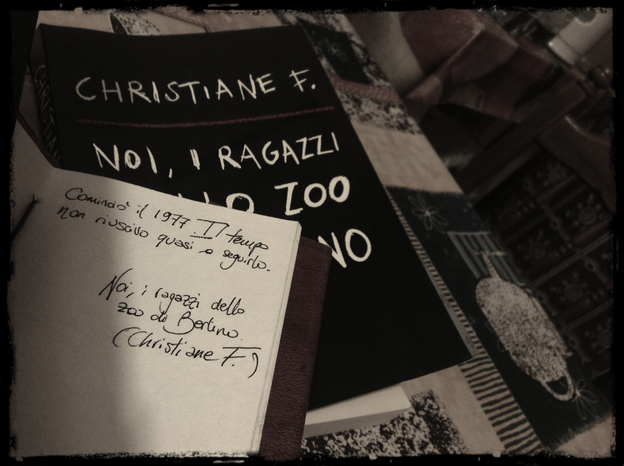 CHRISTIANE F.
NOI, I RAGAZZI
LO ZOO
NO
Cominciò il 1977. Il tempo
non riuscivo quasi a seguirlo.
Noi, i ragazzi dello
zoo di Berlino.
(Christiane F.)